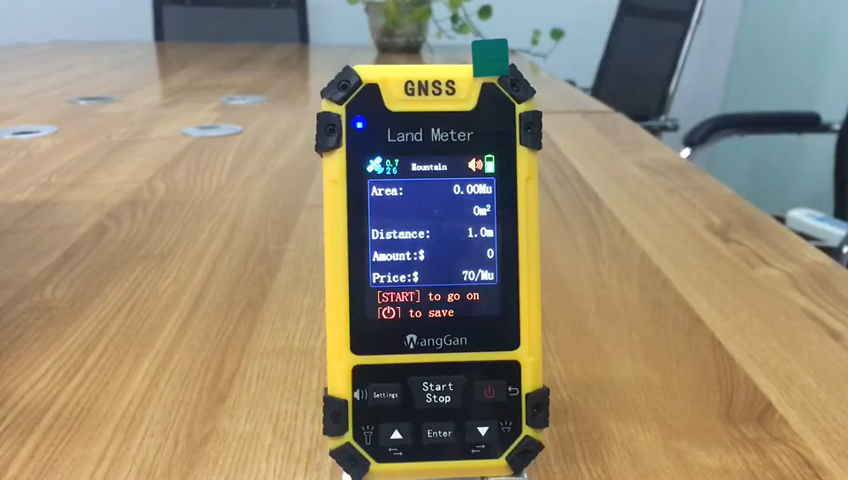 GNSS
Land Meter
0.7
26
Mountain
Area: 0.00Mu
0m²
Distance: 1.0m
Amount:$ 0
Price:$ 70/Mu
[START] to go on
[⏻] to save
WangGan
Settings
Start
Stop
Enter